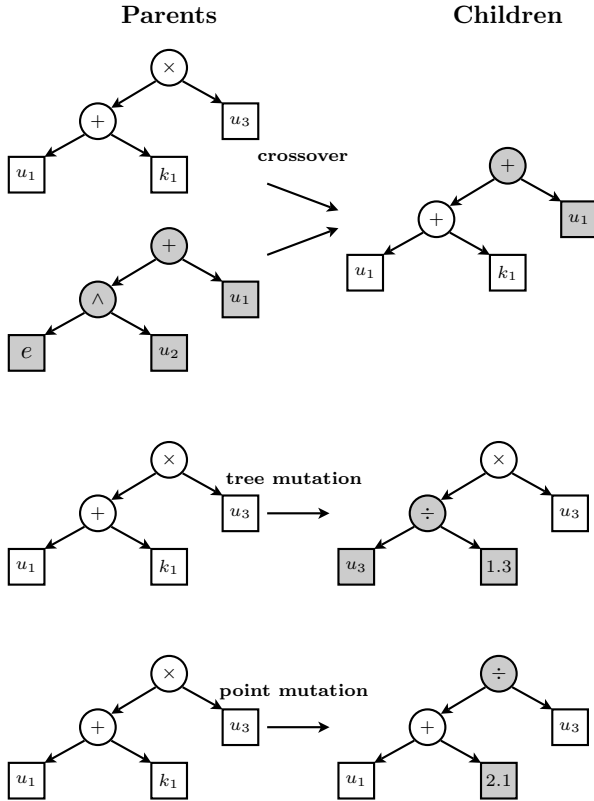 Parents Children
×
+ u₃
u₁ k₁
crossover
+
∧ u₁
e u₂
+
+ u₁
u₁ k₁
×
+ u₃
u₁ k₁
tree mutation
×
÷ u₃
u₃ 1.3
×
+ u₃
u₁ k₁
point mutation
÷
+ u₃
u₁ 2.1